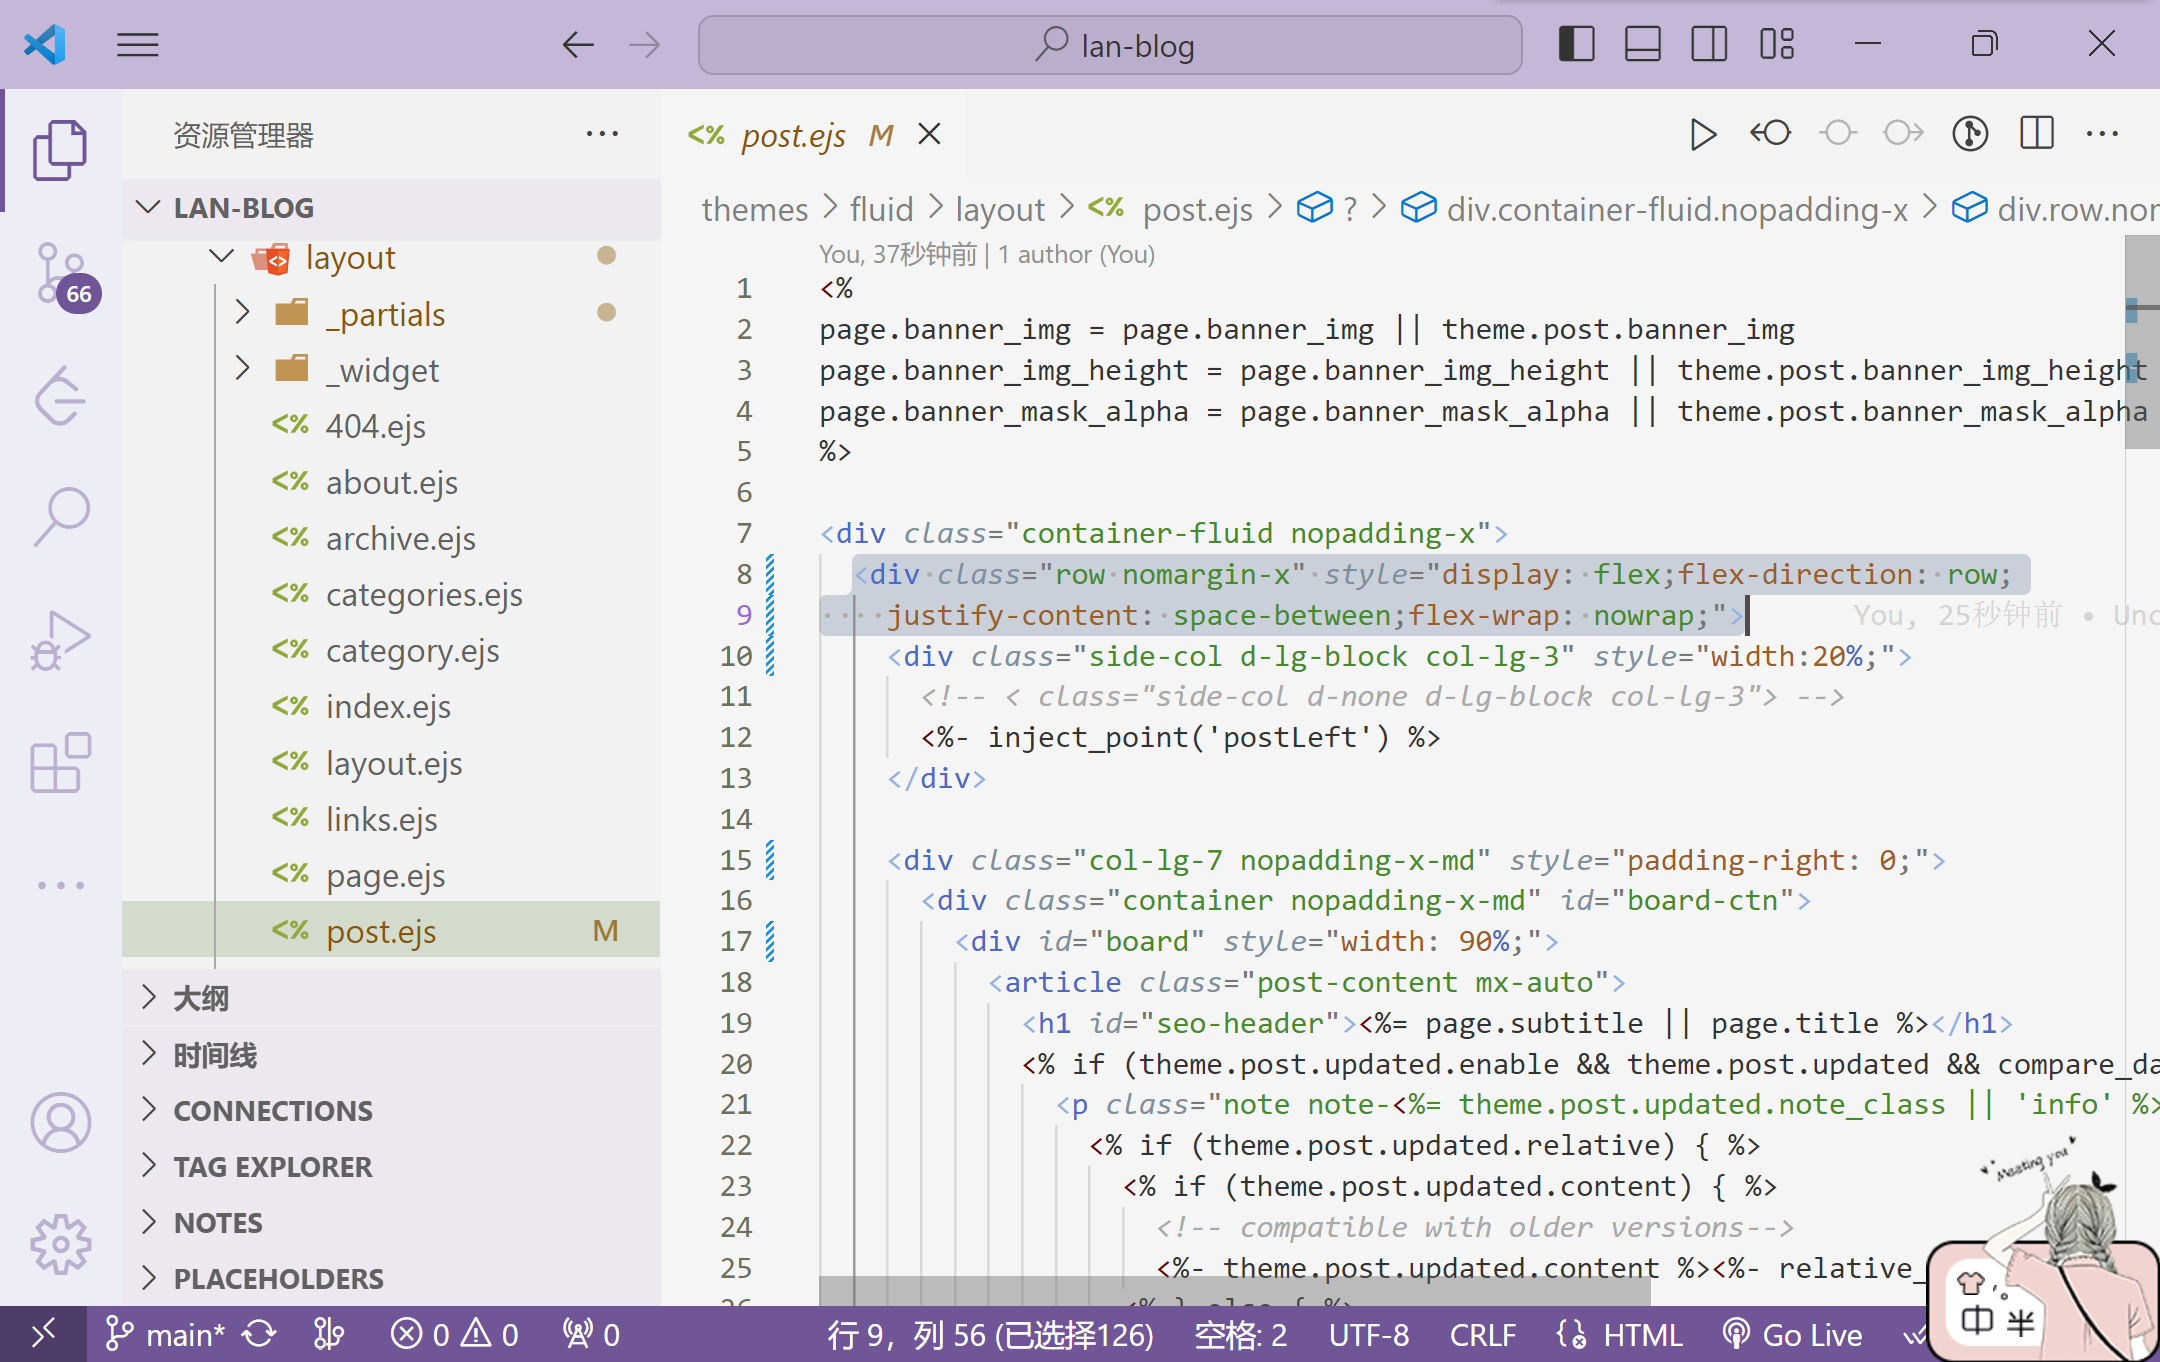 lan-blog
资源管理器
LAN-BLOG
66
layout
_partials
_widget
404.ejs
about.ejs
archive.ejs
categories.ejs
category.ejs
index.ejs
layout.ejs
links.ejs
page.ejs
post.ejs M
大纲
时间线
CONNECTIONS
TAG EXPLORER
NOTES
PLACEHOLDERS
<% post.ejs M
themes > fluid > layout > <% post.ejs > ? > div.container-fluid.nopadding-x > div.row.nor
You, 37秒钟前 | 1 author (You)
1 <%
2 page.banner_img = page.banner_img || theme.post.banner_img
3 page.banner_img_height = page.banner_img_height || theme.post.banner_img_height
4 page.banner_mask_alpha = page.banner_mask_alpha || theme.post.banner_mask_alpha
5 %>
6
7 <div class="container-fluid nopadding-x">
8 <div class="row nomargin-x" style="display: flex;flex-direction: row;
9 justify-content: space-between;flex-wrap: nowrap;"> You, 25秒钟前 • Unc
10 <div class="side-col d-lg-block col-lg-3" style="width:20%;">
11 <!-- < class="side-col d-none d-lg-block col-lg-3"> -->
12 <%- inject_point('postLeft') %>
13 </div>
14
15 <div class="col-lg-7 nopadding-x-md" style="padding-right: 0;">
16 <div class="container nopadding-x-md" id="board-ctn">
17 <div id="board" style="width: 90%;">
18 <article class="post-content mx-auto">
19 <h1 id="seo-header"><%= page.subtitle || page.title %></h1>
20 <% if (theme.post.updated.enable && theme.post.updated && compare_da
21 <p class="note note-<%= theme.post.updated.note_class || 'info' %>
22 <% if (theme.post.updated.relative) { %>
23 <% if (theme.post.updated.content) { %>
24 <!-- compatible with older versions-->
25 <%- theme.post.updated.content %><%- relative_
26 <% } else { %>
Meeting you
中 半
main* 0 0 0 行 9，列 56 (已选择126) 空格: 2 UTF-8 CRLF HTML Go Live